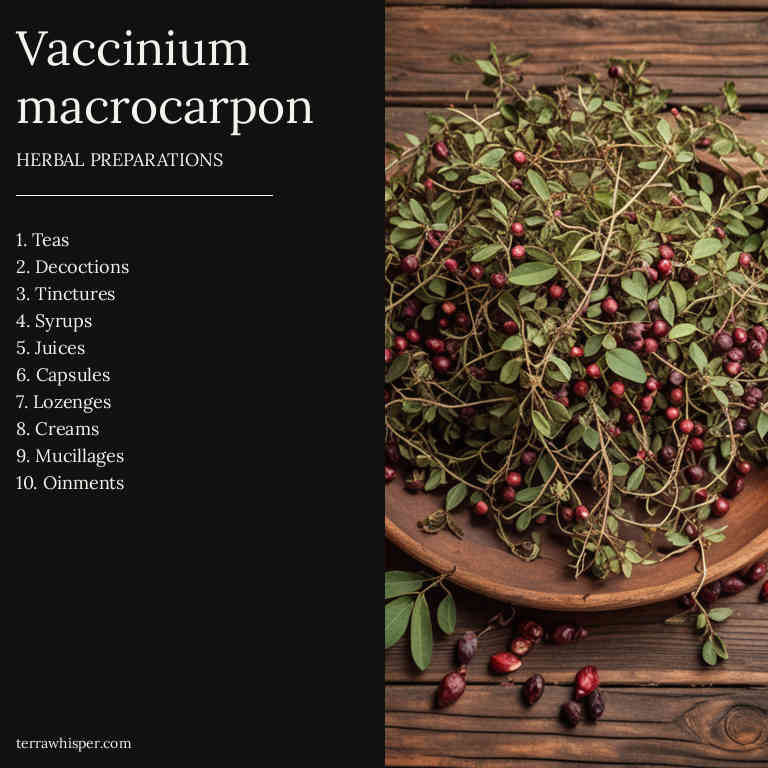 Vaccinium
macrocarpon
HERBAL PREPARATIONS
1. Teas
2. Decoctions
3. Tinctures
4. Syrups
5. Juices
6. Capsules
7. Lozenges
8. Creams
9. Mucillages
10. Oinments
terrawhisper.com